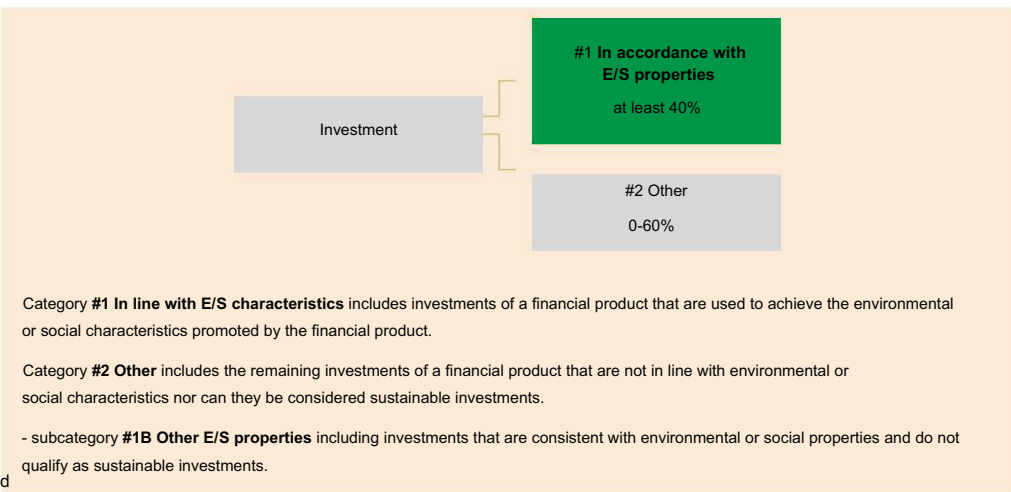 #1 In accordance with
E/S properties
at least 40%
Investment
#2 Other
0-60%
Category #1 In line with E/S characteristics includes investments of a financial product that are used to achieve the environmental
or social characteristics promoted by the financial product.
Category #2 Other includes the remaining investments of a financial product that are not in line with environmental or
social characteristics nor can they be considered sustainable investments.
- subcategory #1B Other E/S properties including investments that are consistent with environmental or social properties and do not
qualify as sustainable investments.
d